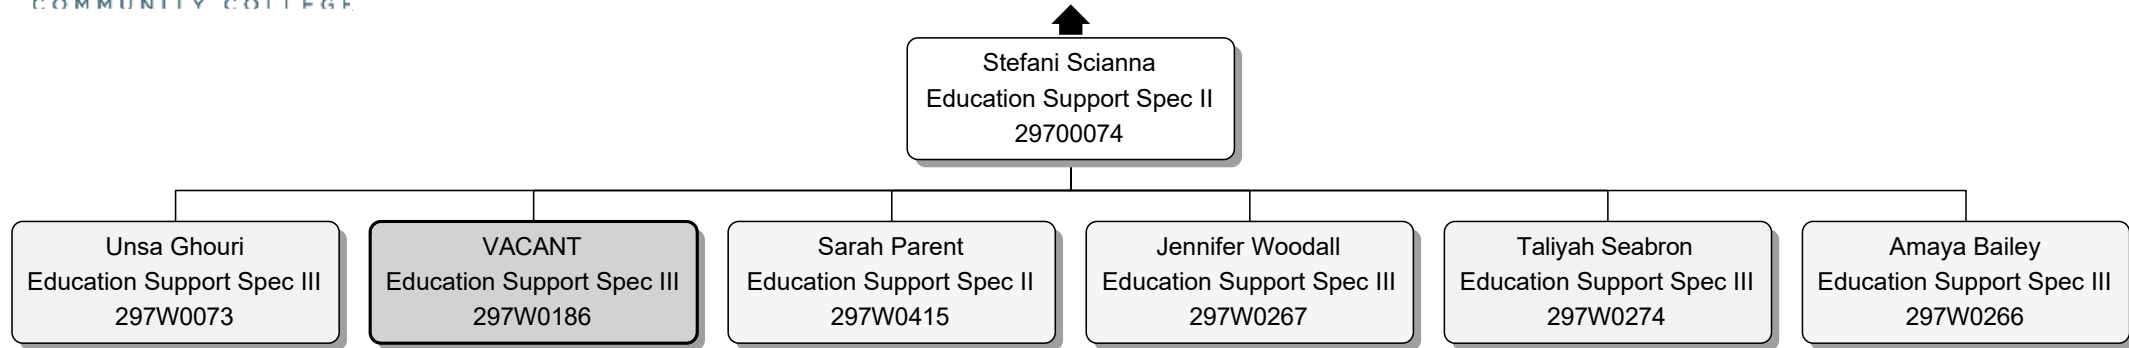 COMMUNITY COLLEGE
Stefani Scianna
Education Support Spec II
29700074
Unsa Ghouri
Education Support Spec III
297W0073
VACANT
Education Support Spec III
297W0186
Sarah Parent
Education Support Spec II
297W0415
Jennifer Woodall
Education Support Spec III
297W0267
Taliyah Seabron
Education Support Spec III
297W0274
Amaya Bailey
Education Support Spec III
297W0266